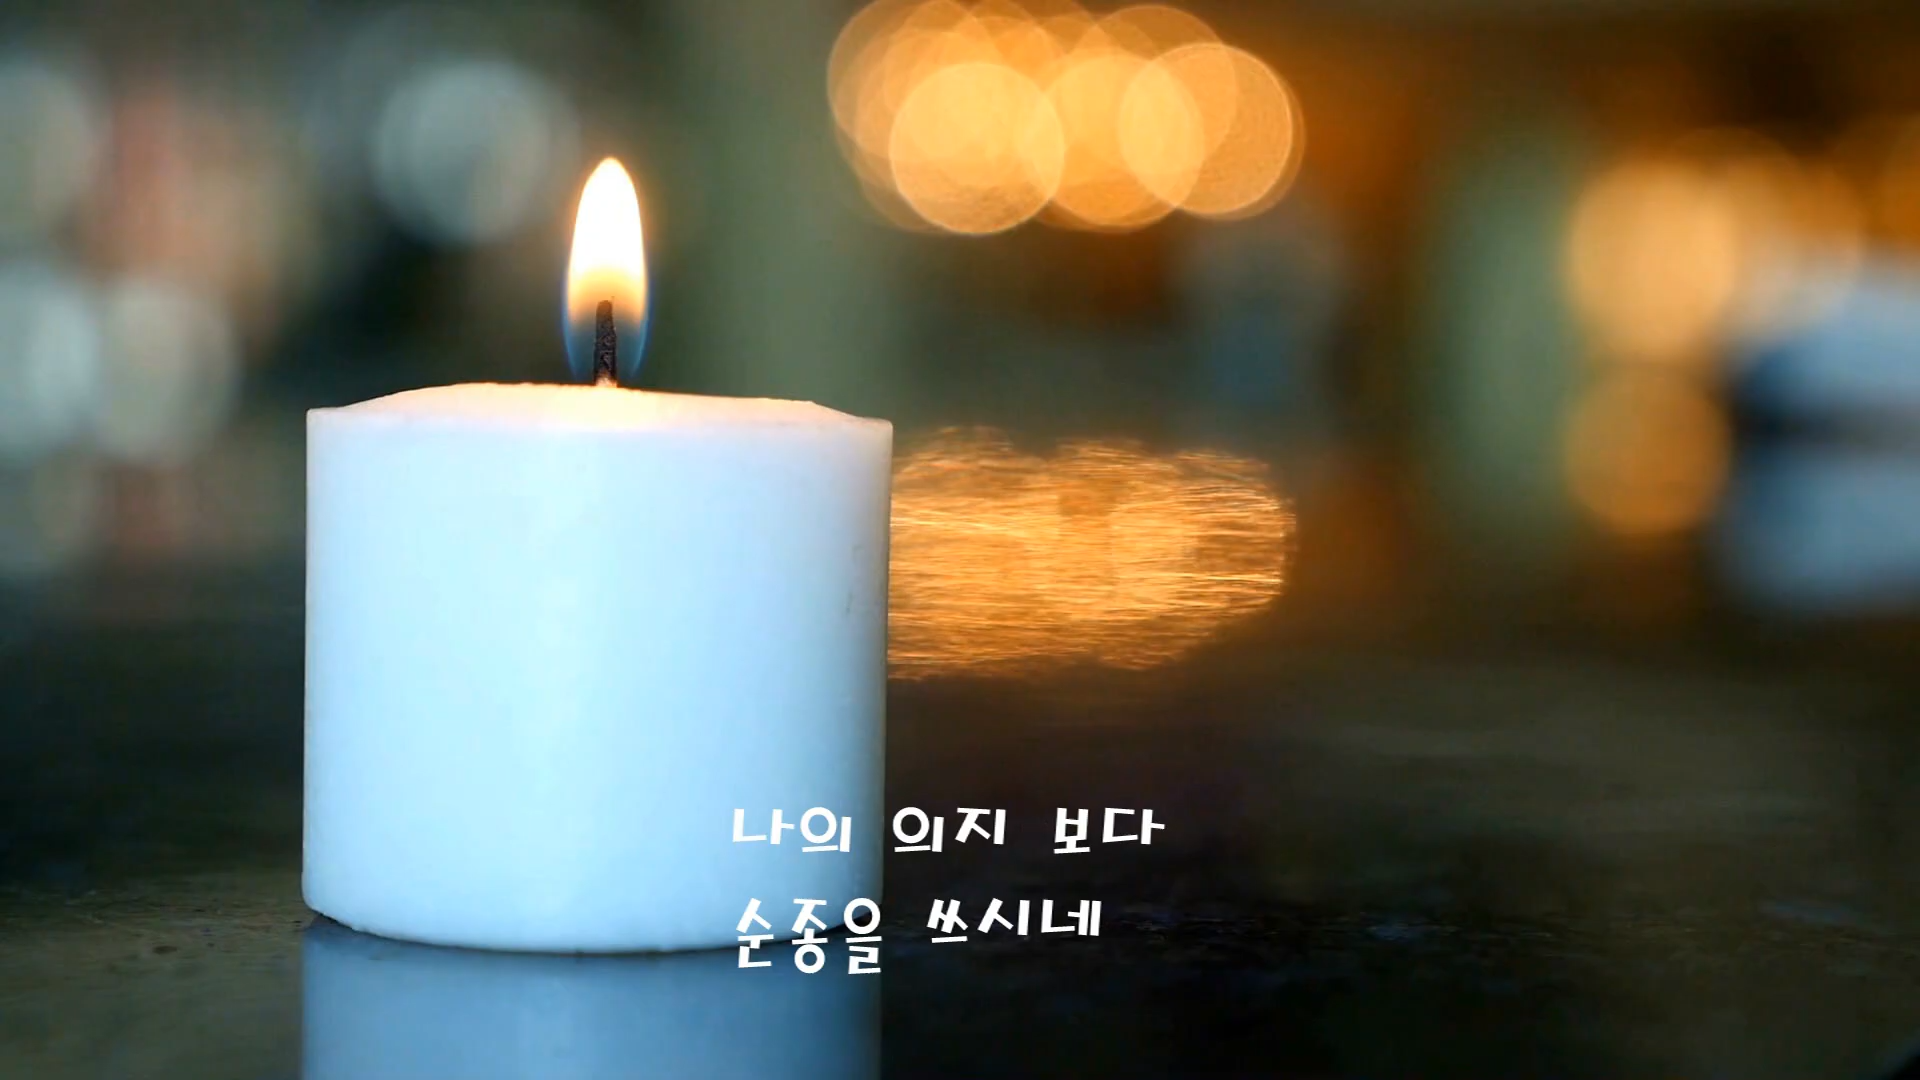 나의 의지 보다
순종을 쓰시네